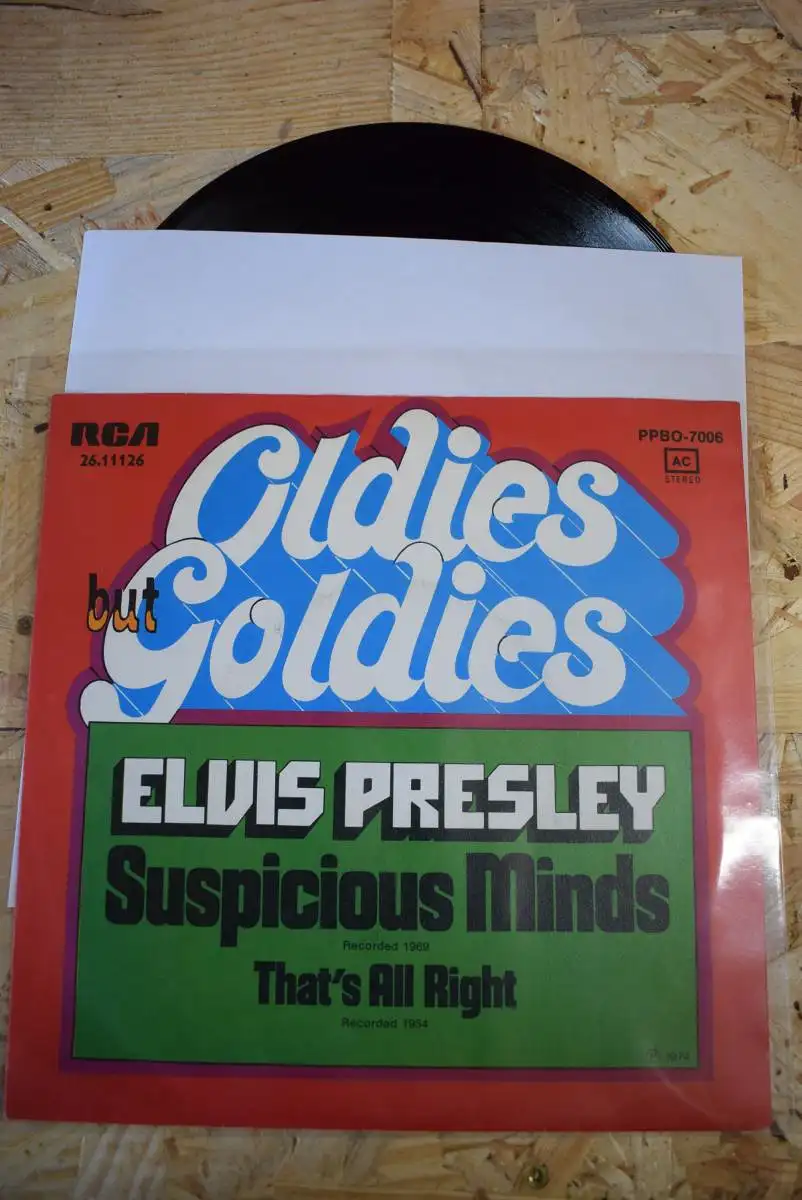 RCA
26.11126
PPBO-7006
AC
STEREO
Oldies
but
Goldies
ELVIS PRESLEY
Suspicious Minds
Recorded 1969
That's All Right
Recorded 1954
℗ 1974